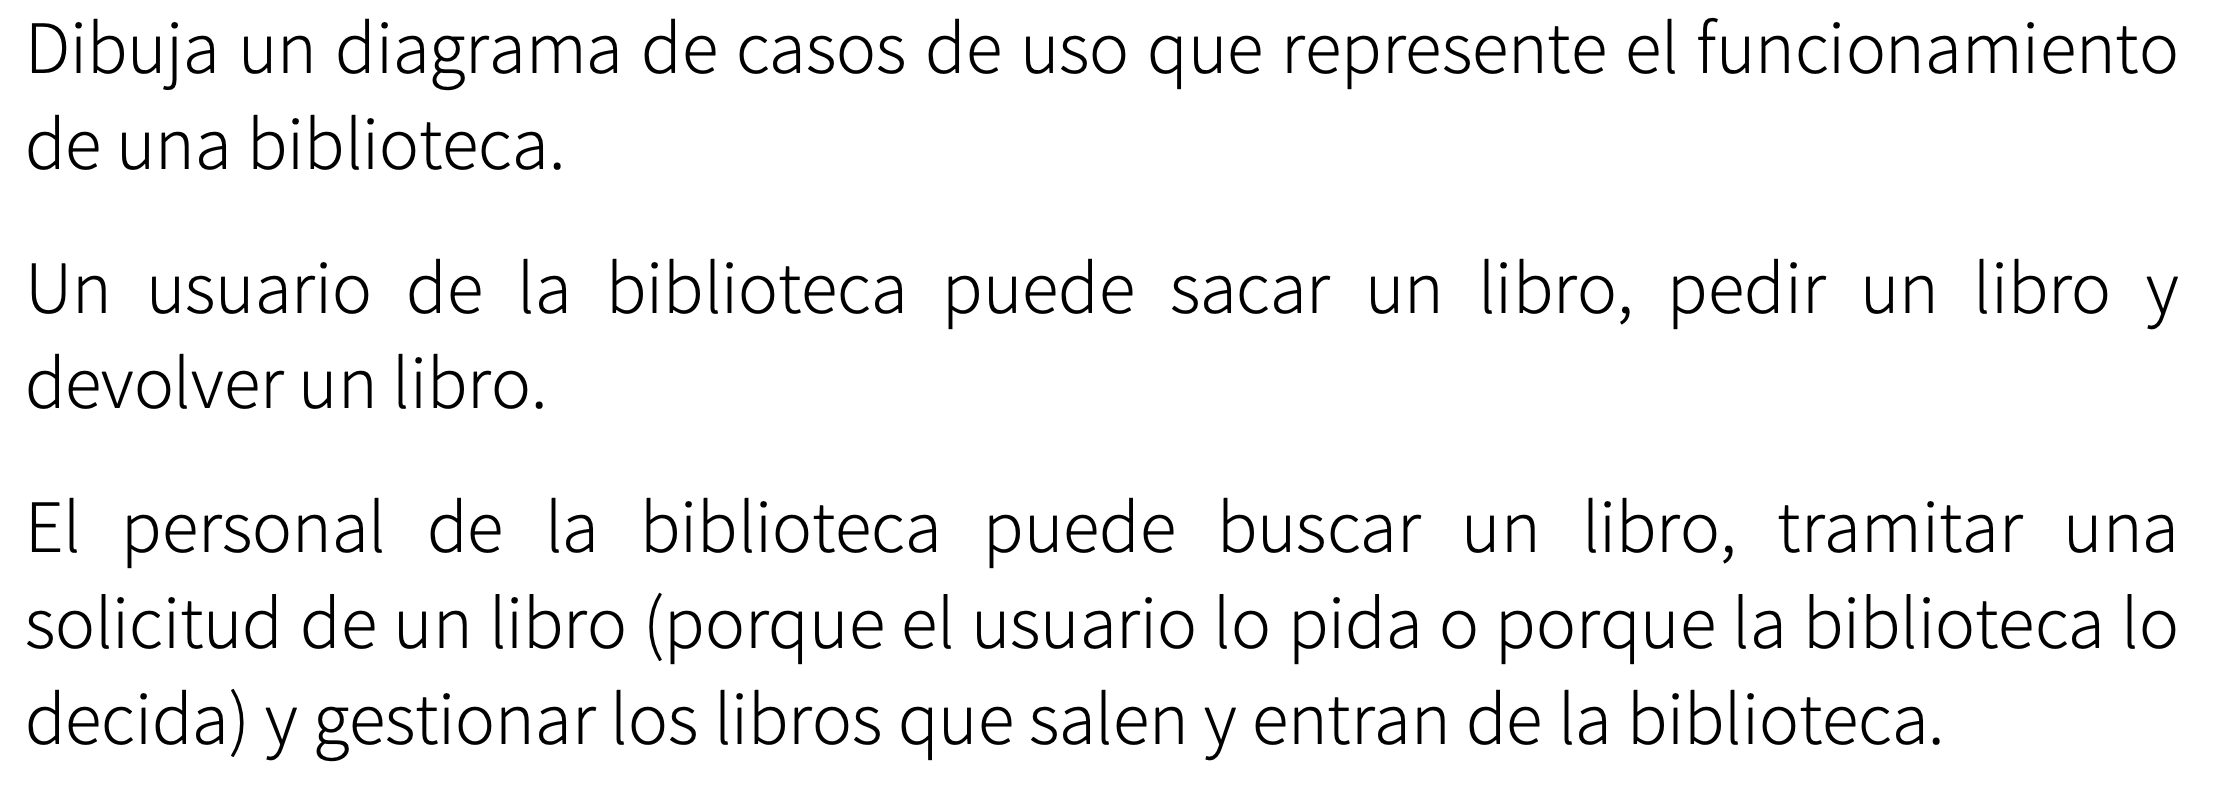 Dibuja un diagrama de casos de uso que represente el funcionamiento
de una biblioteca.
Un usuario de la biblioteca puede sacar un libro, pedir un libro y
devolver un libro.
El personal de la biblioteca puede buscar un libro, tramitar una
solicitud de un libro (porque el usuario lo pida o porque la biblioteca lo
decida) y gestionar los libros que salen y entran de la biblioteca.